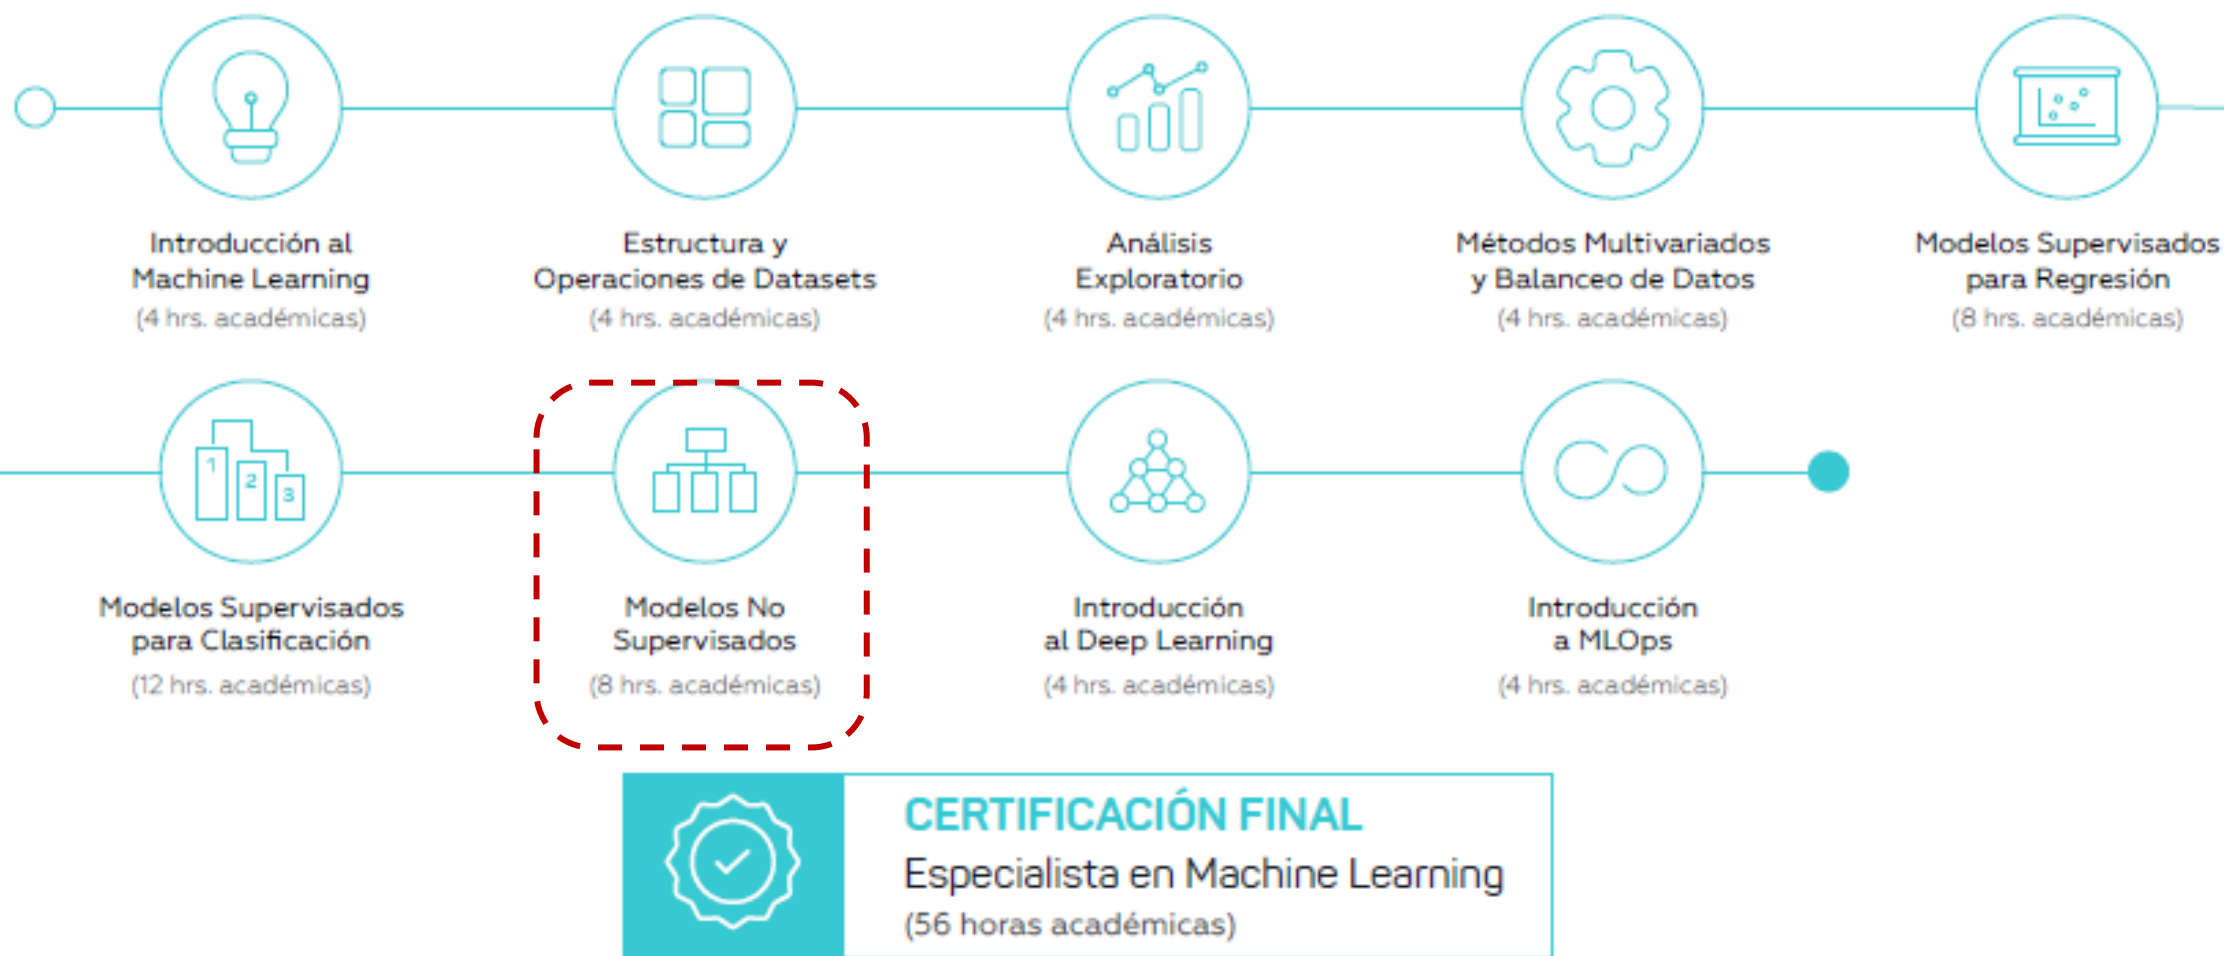 Introducción al
Machine Learning
(4 hrs. académicas)
Estructura y
Operaciones de Datasets
(4 hrs. académicas)
Análisis
Exploratorio
(4 hrs. académicas)
Métodos Multivariados
y Balanceo de Datos
(4 hrs. académicas)
Modelos Supervisados
para Regresión
(8 hrs. académicas)
1
2
3
Modelos Supervisados
para Clasificación
(12 hrs. académicas)
Modelos No
Supervisados
(8 hrs. académicas)
Introducción
al Deep Learning
(4 hrs. académicas)
Introducción
a MLOps
(4 hrs. académicas)
CERTIFICACIÓN FINAL
Especialista en Machine Learning
(56 horas académicas)